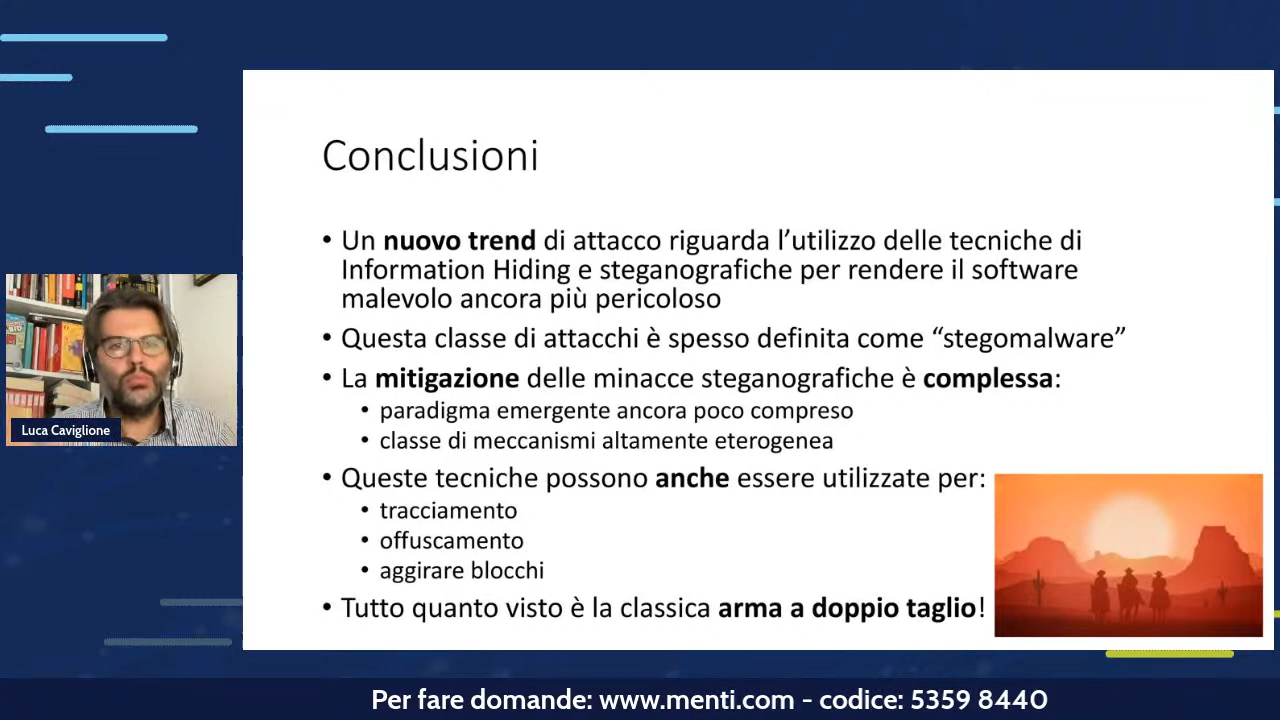 Conclusioni
• Un nuovo trend di attacco riguarda l’utilizzo delle tecniche di
Information Hiding e steganografiche per rendere il software
malevolo ancora più pericoloso
• Questa classe di attacchi è spesso definita come “stegomalware”
• La mitigazione delle minacce steganografiche è complessa:
• paradigma emergente ancora poco compreso
• classe di meccanismi altamente eterogenea
• Queste tecniche possono anche essere utilizzate per:
• tracciamento
• offuscamento
• aggirare blocchi
• Tutto quanto visto è la classica arma a doppio taglio!
Luca Caviglione
Per fare domande: www.menti.com - codice: 5359 8440